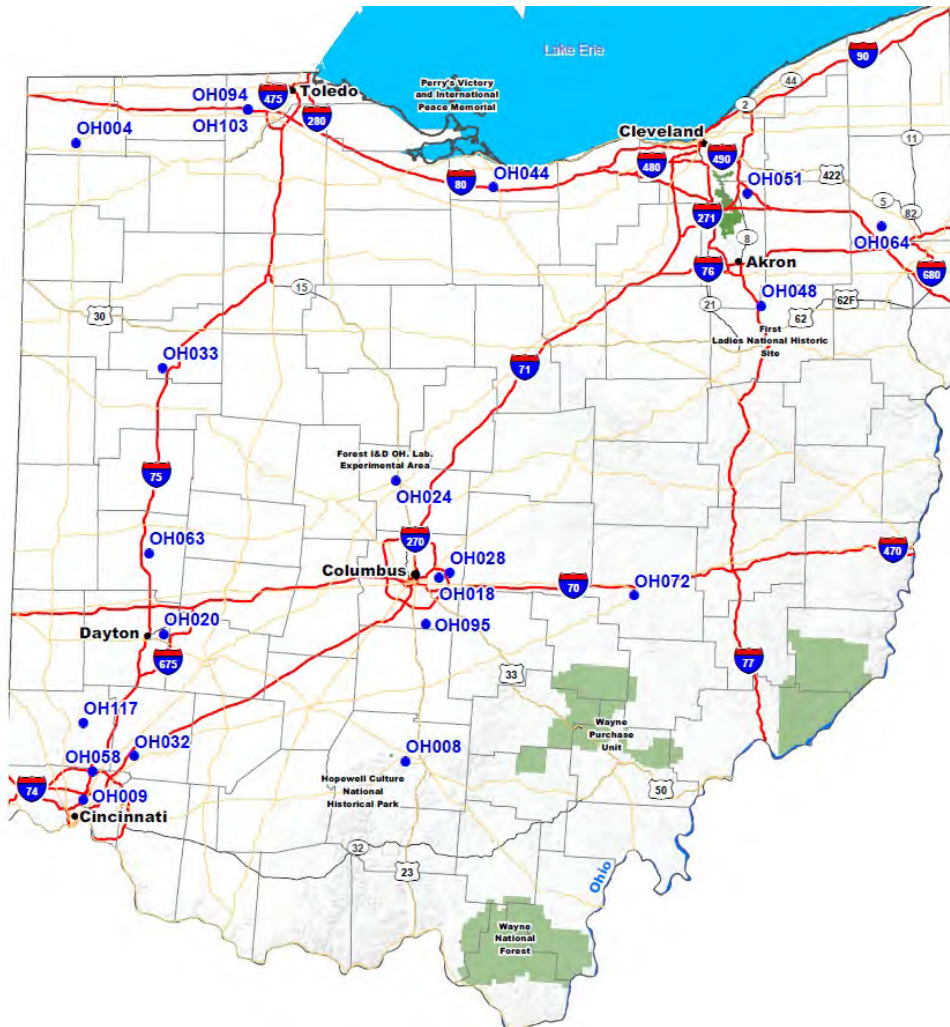 Lake Erie
90
44
Perry's Victory
and International
Peace Memorial
OH094
475
Toledo
OH103
280
2
OH004
Cleveland
11
490
480
422
80
OH044
OH051
5
271
82
8
OH064
76
Akron
680
15
21
OH048
62F
30
62
First
Ladies National Historic
Site
OH033
71
Forest I&D OH. Lab.
Experimental Area
75
OH024
270
OH063
470
Columbus
OH028
70
OH018
OH072
Dayton
OH020
OH095
675
33
77
OH117
Wayne
Purchase
Unit
OH032
OH008
OH058
Hopewell Culture
National
Historical Park
74
50
OH009
Cincinnati
32
23
Ohio
Wayne
National
Forest